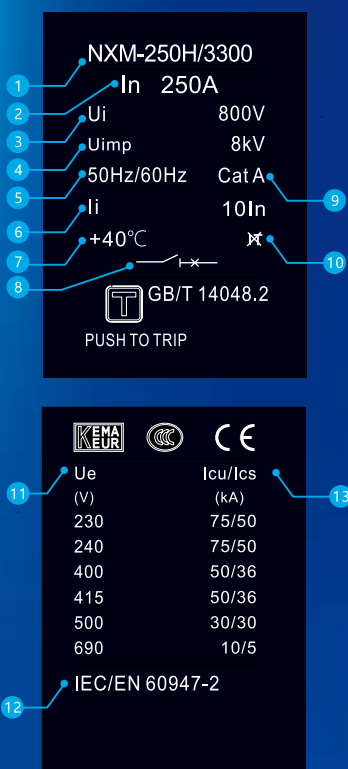 NXM-250H/3300
1
In 250A
2
Ui 800V
3
Uimp 8kV
4
50Hz/60Hz Cat A
5 9
Ii 10In
6
+40℃
7 10
8
T GB/T 14048.2
PUSH TO TRIP
KEMA EUR CCC CE
Ue Icu/Ics
11 13
(V) (kA)
230 75/50
240 75/50
400 50/36
415 50/36
500 30/30
690 10/5
IEC/EN 60947-2
12